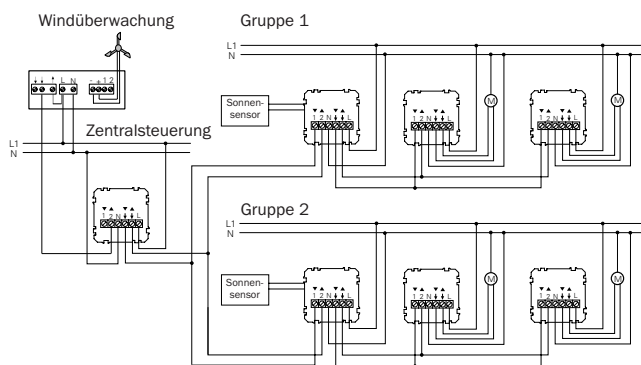 Windüberwachung
Gruppe 1
L1
N
↓ ↓ ↑ L N - + 1 2
Sonnen-
sensor
M
M
▼ ▲ ▼ ▲
1 2 N ↓ ↓ L
▼ ▲ ▼ ▲
1 2 N ↓ ↓ L
▼ ▲ ▼ ▲
1 2 N ↓ ↓ L
Zentralsteuerung
L1
N
▼ ▲ ▼ ▲
1 2 N ↓ ↓ L
Gruppe 2
L1
N
Sonnen-
sensor
M
M
▼ ▲ ▼ ▲
1 2 N ↓ ↓ L
▼ ▲ ▼ ▲
1 2 N ↓ ↓ L
▼ ▲ ▼ ▲
1 2 N ↓ ↓ L